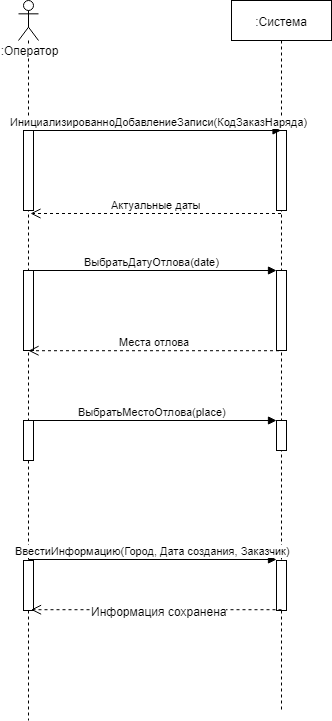 :Оператор
:Система
ИнициализированноДобавлениеЗаписи(КодЗаказНаряда)
Актуальные даты
ВыбратьДатуОтлова(date)
Места отлова
ВыбратьМестоОтлова(place)
ВвестиИнформацию(Город, Дата создания, Заказчик)
Информация сохранена